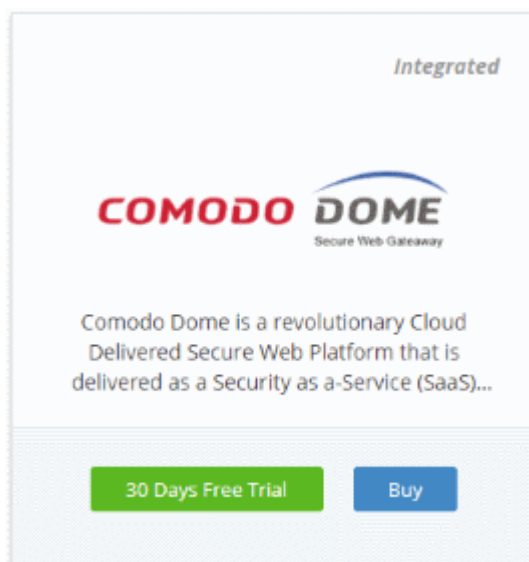 Integrated
COMODO DOME
Secure Web Gateaway
Comodo Dome is a revolutionary Cloud
Delivered Secure Web Platform that is
delivered as a Security as a-Service (SaaS)...
30 Days Free Trial Buy